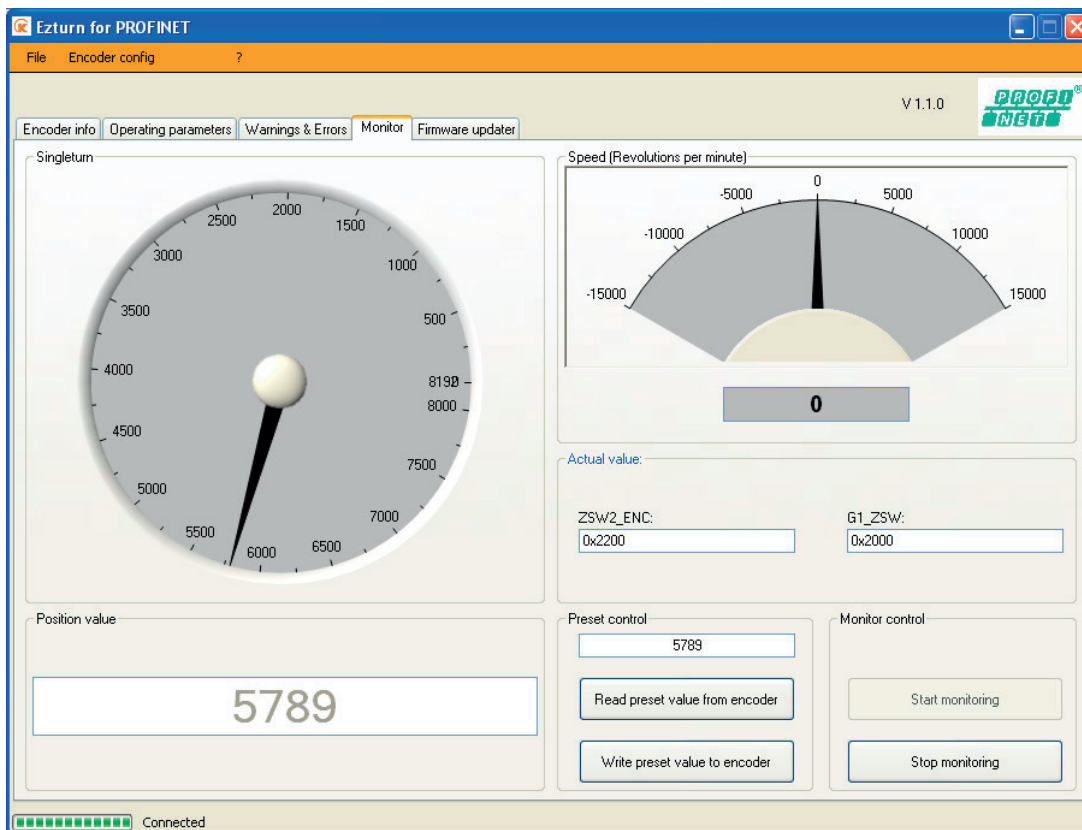 Ezturn for PROFINET
File Encoder config ?
V 1.1.0
PROFI
NET
®
Encoder info Operating parameters Warnings & Errors Monitor Firmware updater
Singleturn
2000
2500
1500
3000
1000
3500
500
4000
8192
8000
4500
7500
5000
7000
5500
6000
6500
Speed (Revolutions per minute)
0
-5000
5000
-10000
10000
-15000
15000
0
Actual value:
ZSW2_ENC:
G1_ZSW:
0x2200
0x2000
Position value
5789
Preset control
5789
Read preset value from encoder
Write preset value to encoder
Monitor control
Start monitoring
Stop monitoring
Connected